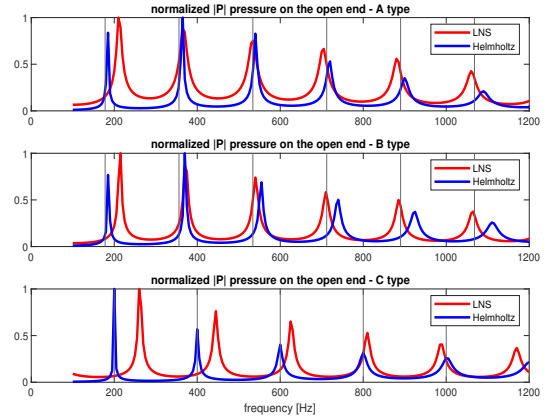 normalized |P| pressure on the open end - A type
1
0.5
0
LNS
Helmholtz
0 200 400 600 800 1000 1200
normalized |P| pressure on the open end - B type
1
0.5
0
LNS
Helmholtz
0 200 400 600 800 1000 1200
normalized |P| pressure on the open end - C type
1
0.5
0
LNS
Helmholtz
0 200 400 600 800 1000 1200
frequency [Hz]